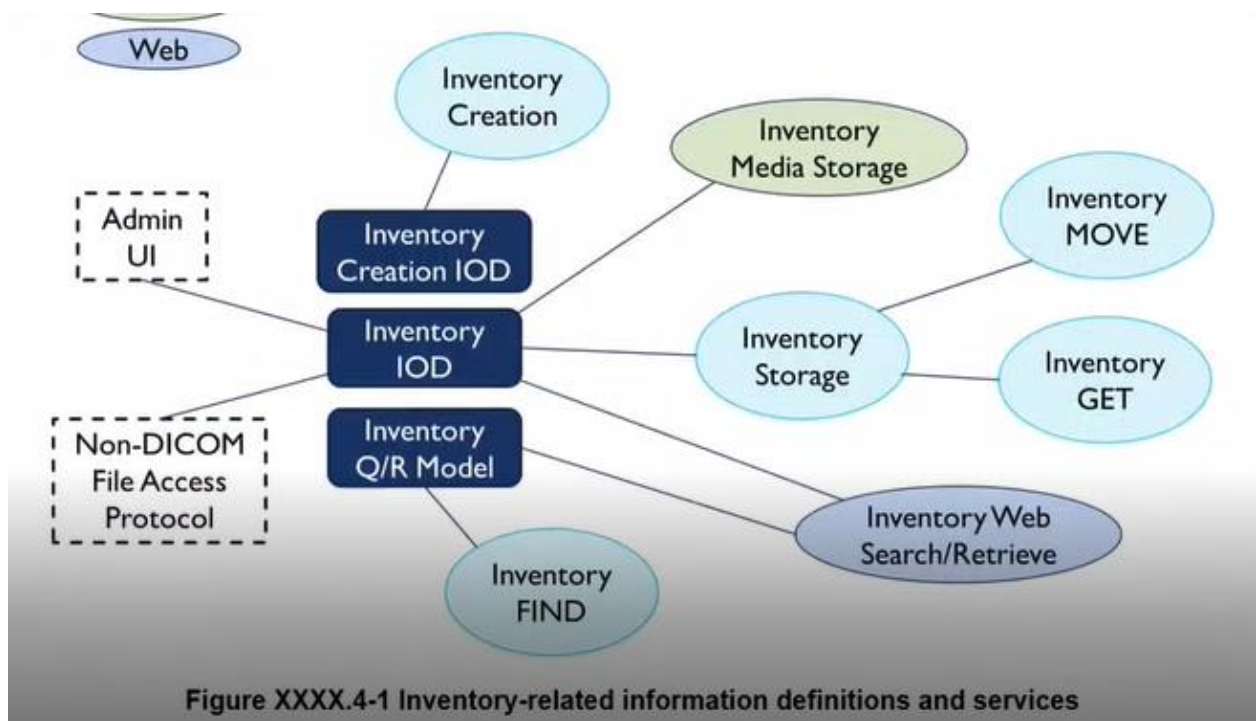 Web
Inventory
Creation
Inventory
Media Storage
Inventory
MOVE
Admin
UI
Inventory
Creation IOD
Inventory
IOD
Inventory
Storage
Inventory
GET
Non-DICOM
File Access
Protocol
Inventory
Q/R Model
Inventory Web
Search/Retrieve
Inventory
FIND
Figure XXXX.4-1 Inventory-related information definitions and services